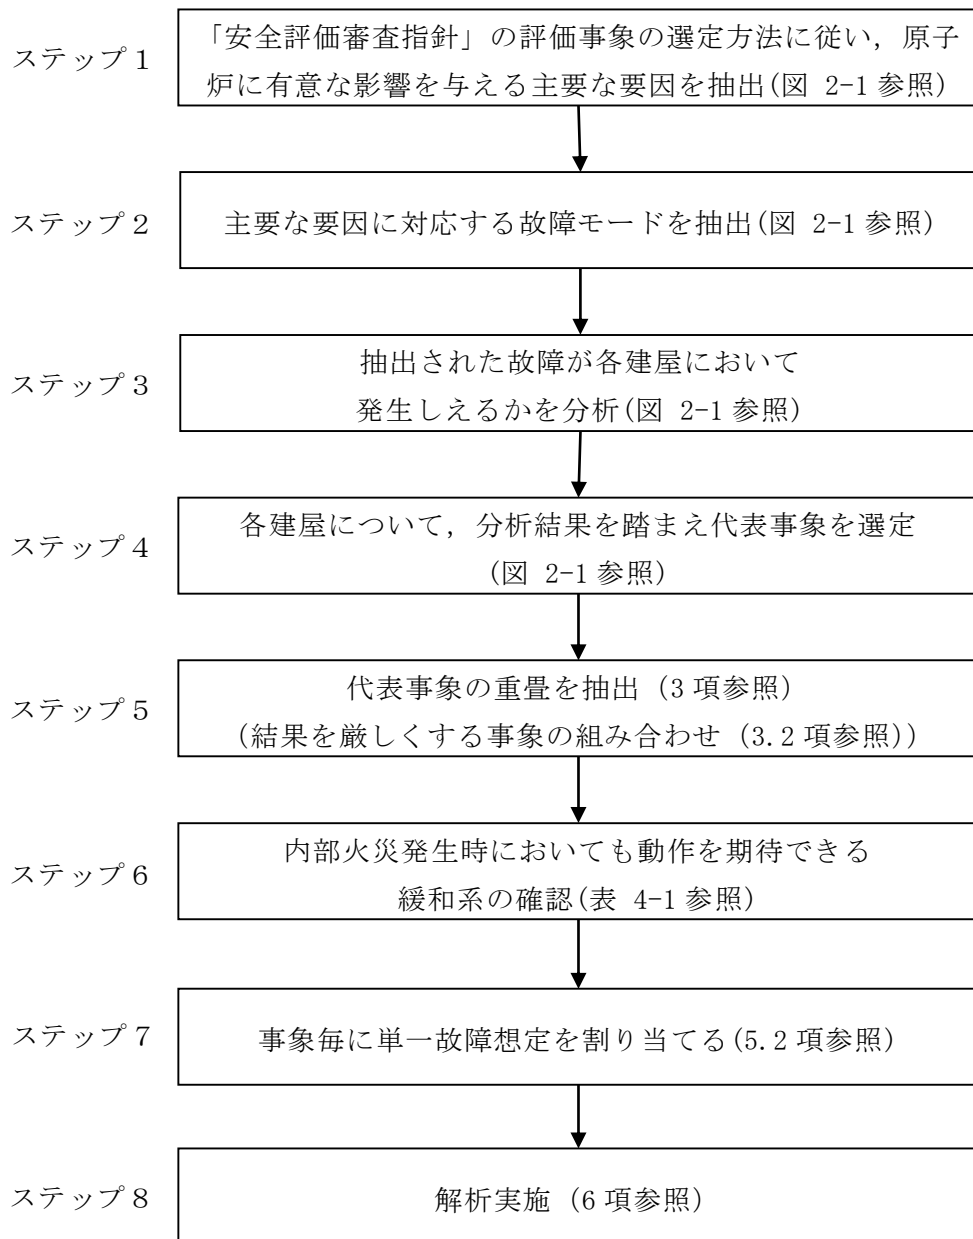 ステップ1
「安全評価審査指針」の評価事象の選定方法に従い，原子
炉に有意な影響を与える主要な要因を抽出(図 2-1 参照)
ステップ2
主要な要因に対応する故障モードを抽出(図 2-1 参照)
ステップ3
抽出された故障が各建屋において
発生しえるかを分析(図 2-1 参照)
ステップ4
各建屋について，分析結果を踏まえ代表事象を選定
(図 2-1 参照)
ステップ5
代表事象の重畳を抽出（3 項参照）
（結果を厳しくする事象の組み合わせ（3.2 項参照））
ステップ6
内部火災発生時においても動作を期待できる
緩和系の確認(表 4-1 参照)
ステップ7
事象毎に単一故障想定を割り当てる(5.2 項参照)
ステップ8
解析実施（6 項参照）